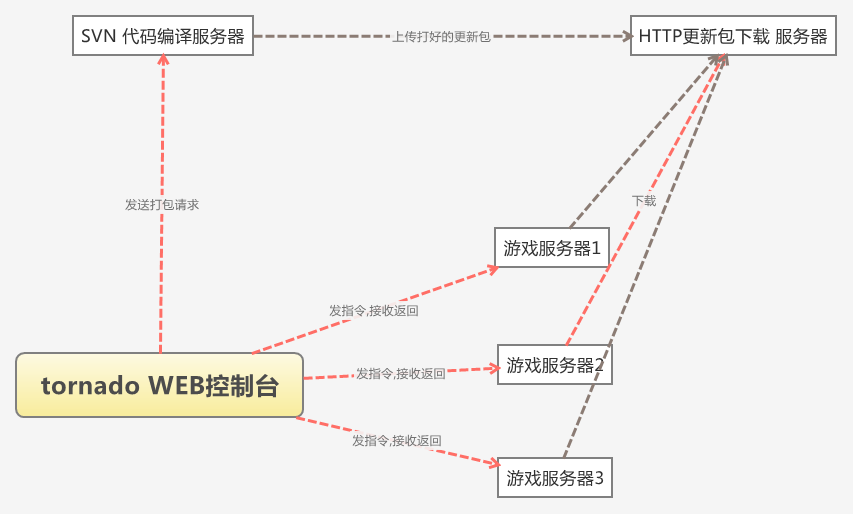 SVN 代码编译服务器
上传打好的更新包
HTTP更新包下载 服务器
发送打包请求
下载
游戏服务器1
发指令,接收返回
tornado WEB控制台
发指令,接收返回
游戏服务器2
发指令,接收返回
游戏服务器3